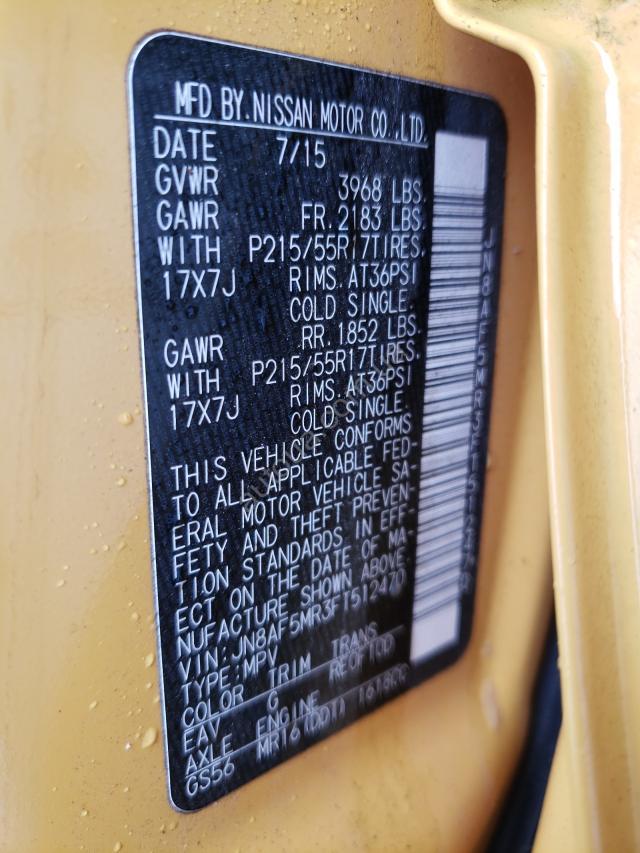 MFD BY.NISSAN MOTOR CO.,LTD.
DATE 7/15
GVWR 3968 LBS.
GAWR FR.2183 LBS.
WITH P215/55R17TIRES.
17X7J RIMS.AT36PSI
COLD SINGLE.
GAWR RR.1852 LBS.
WITH P215/55R17TIRES.
17X7J RIMS.AT36PSI
COLD SINGLE.
THIS VEHICLE CONFORMS
TO ALL APPLICABLE FED-
ERAL MOTOR VEHICLE SA-
FETY AND THEFT PREVEN-
TION STANDARDS IN EFF-
ECT ON THE DATE OF MA-
NUFACTURE SHOWN ABOVE.
VIN:JN8AF5MR3FT512470
TYPE:MPV
COLOR TRIM TRANS
EAV G RE0F10D
AXLE ENGINE
GS56 MR16(DDT) 1618CC
JN8AF5MR3FT512470